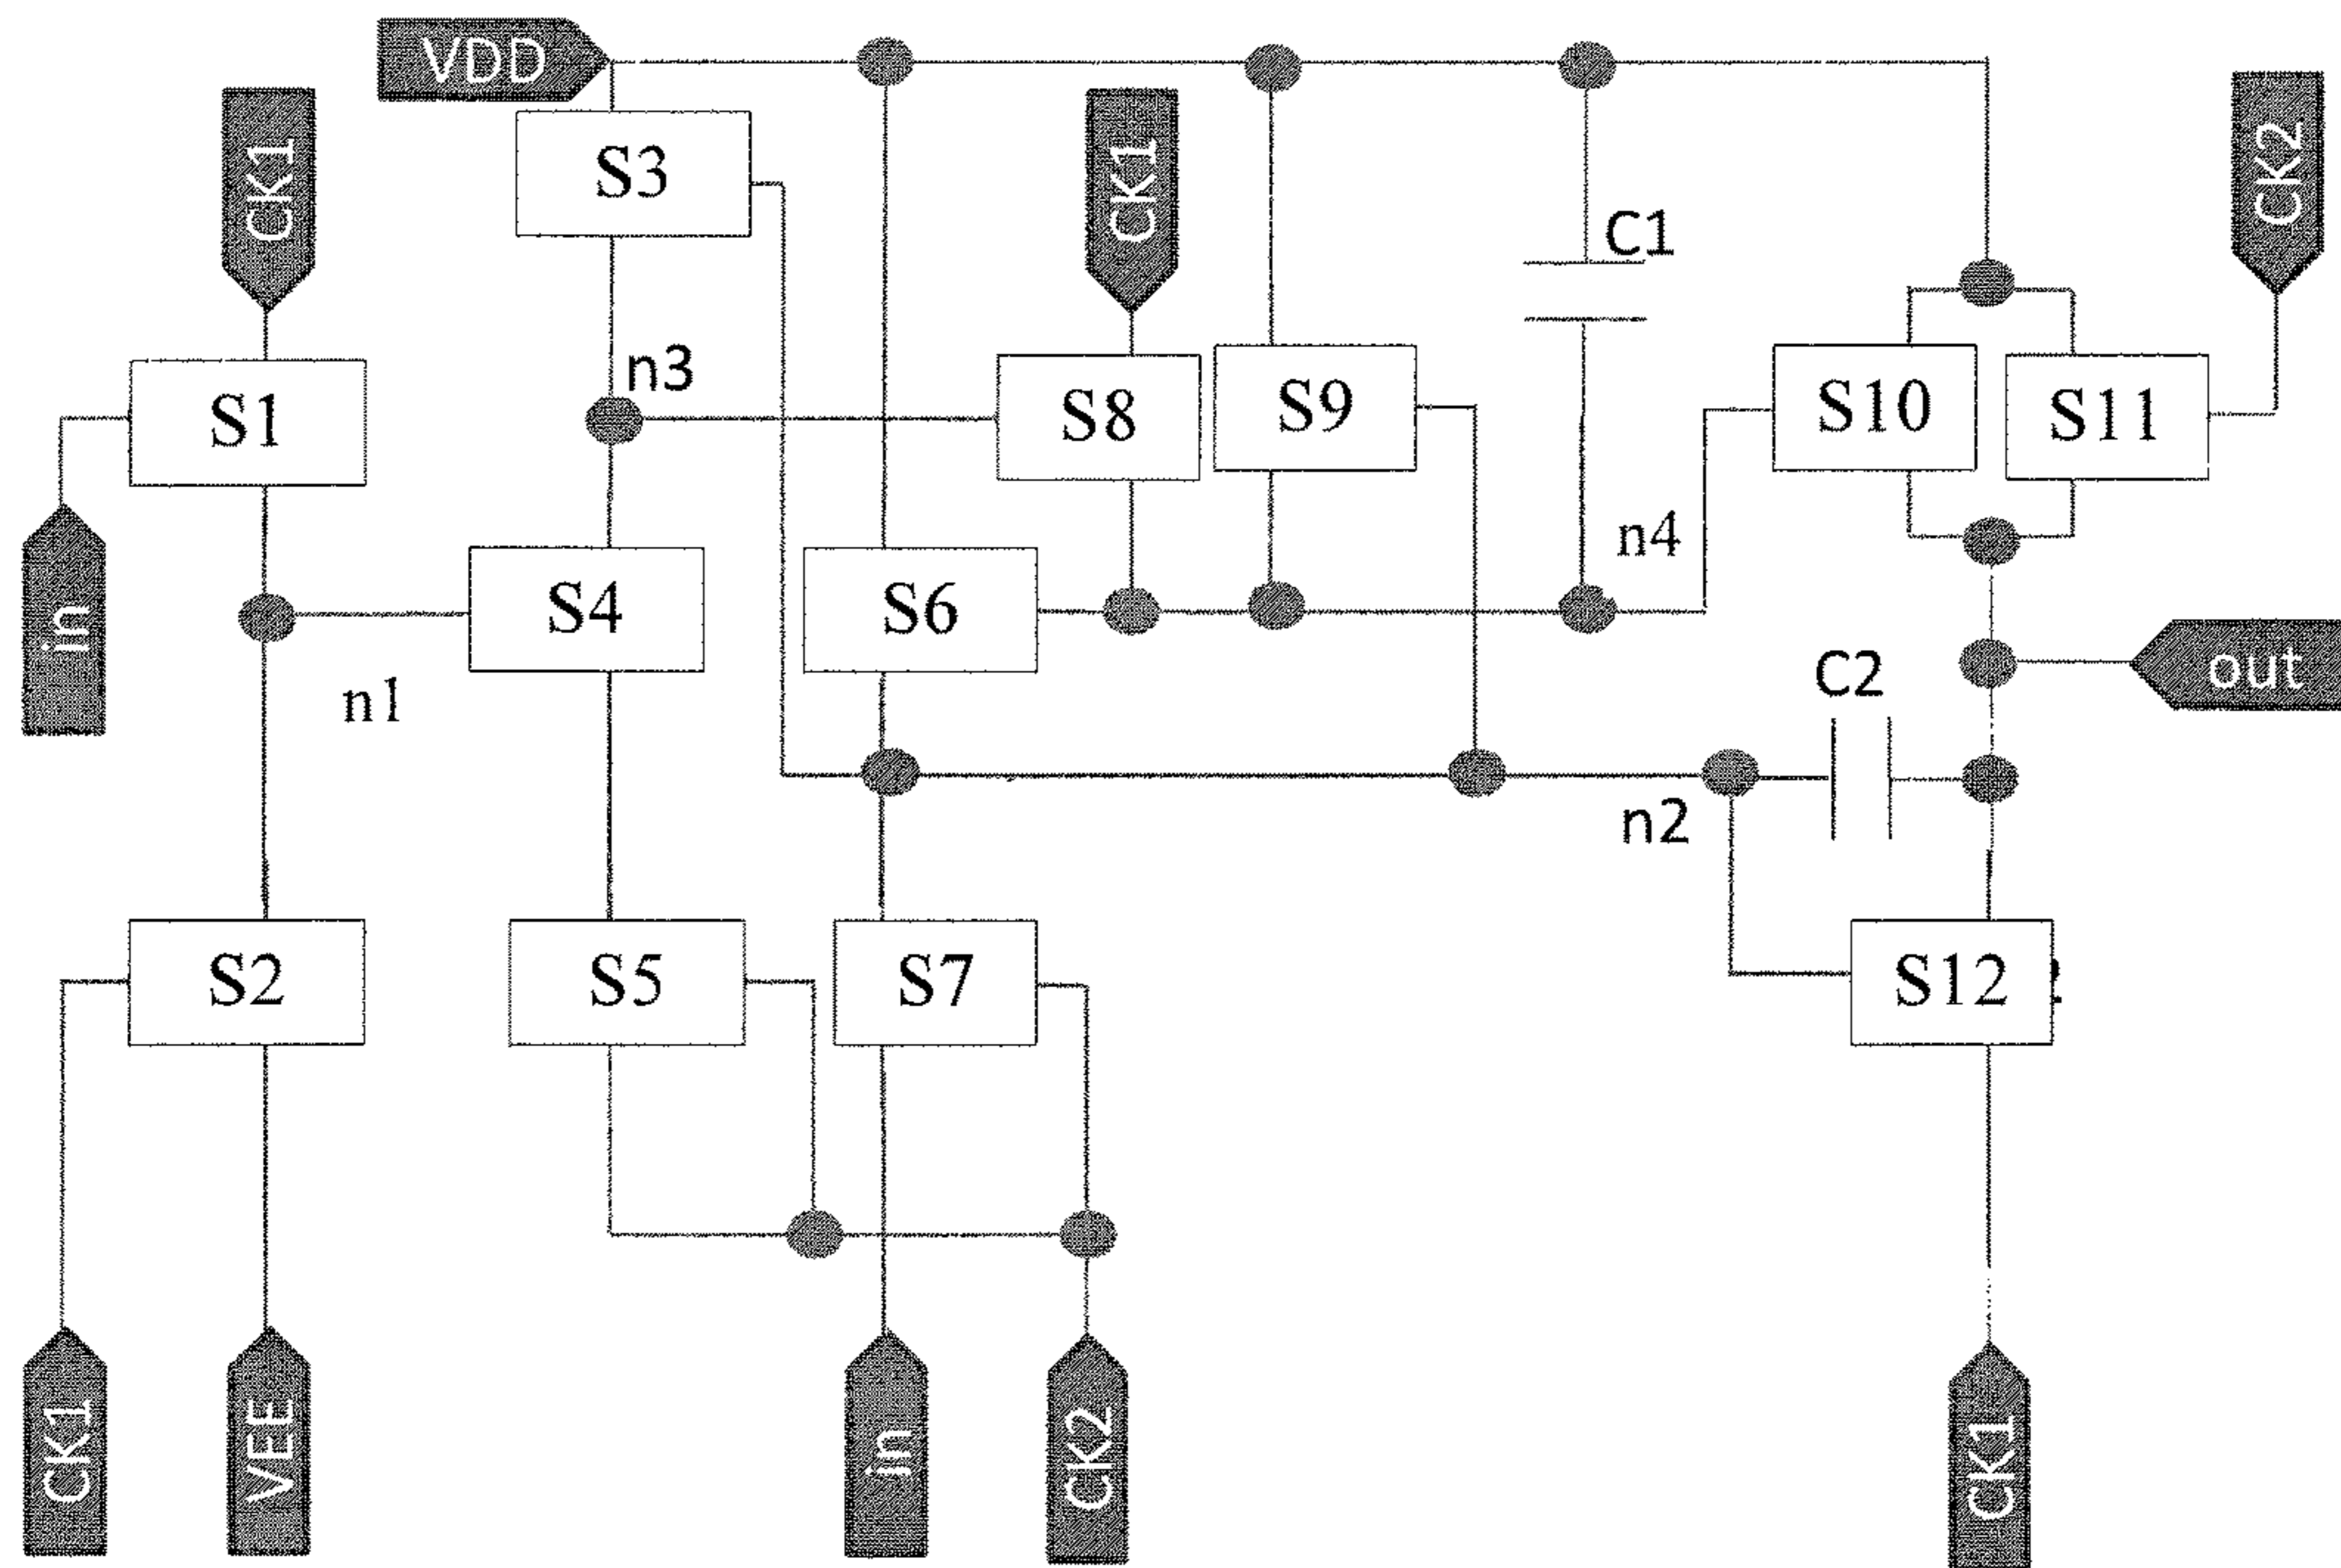 VDD
CK1
S3
CK1
CK2
C1
n3
S1
S8
S9
S10
S11
in
n4
S4
S6
n1
C2
out
n2
S2
S5
S7
S12
CK1
VEE
in
CK2
CK1